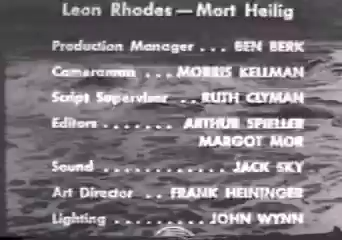 Leon Rhodes — Mort Heilig
Production Manager . . . BEN BERK
Cameraman . . . MORRIS KELLMAN
Script Supervisor . . RUTH CLYMAN
Editors . . . . . . . ARTHUR SPIELLER
MARGOT MOR
Sound . . . . . . . . . . . . JACK SKY
Art Director . . FRANK HEININGER
Lighting . . . . . . . . . JOHN WYNN